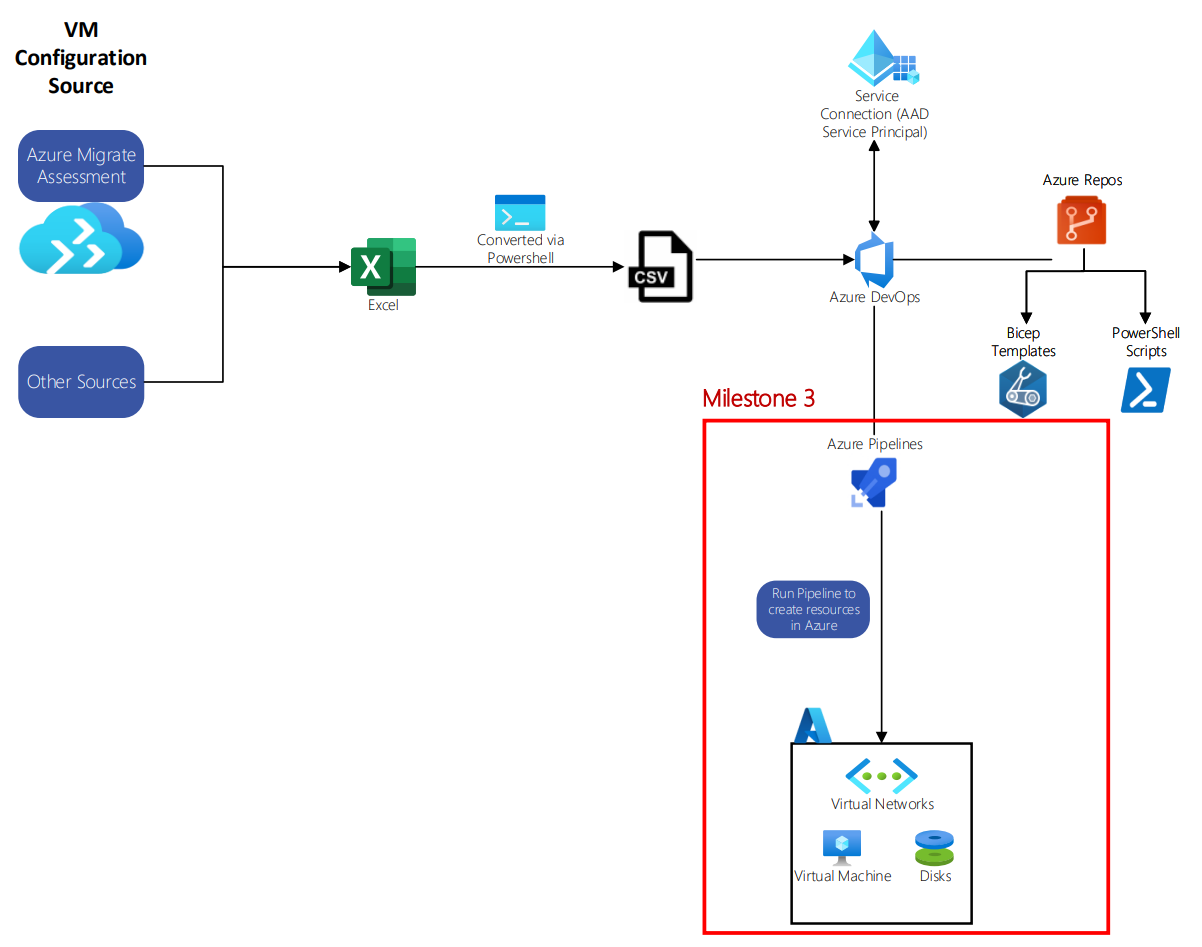 VM
Configuration
Source
Azure Migrate
Assessment
Other Sources
X
Excel
Converted via
Powershell
CSV
Service
Connection (AAD
Service Principal)
Azure DevOps
Azure Repos
Bicep
Templates
PowerShell
Scripts
Milestone 3
Azure Pipelines
Run Pipeline to
create resources
in Azure
Virtual Networks
Virtual Machine
Disks